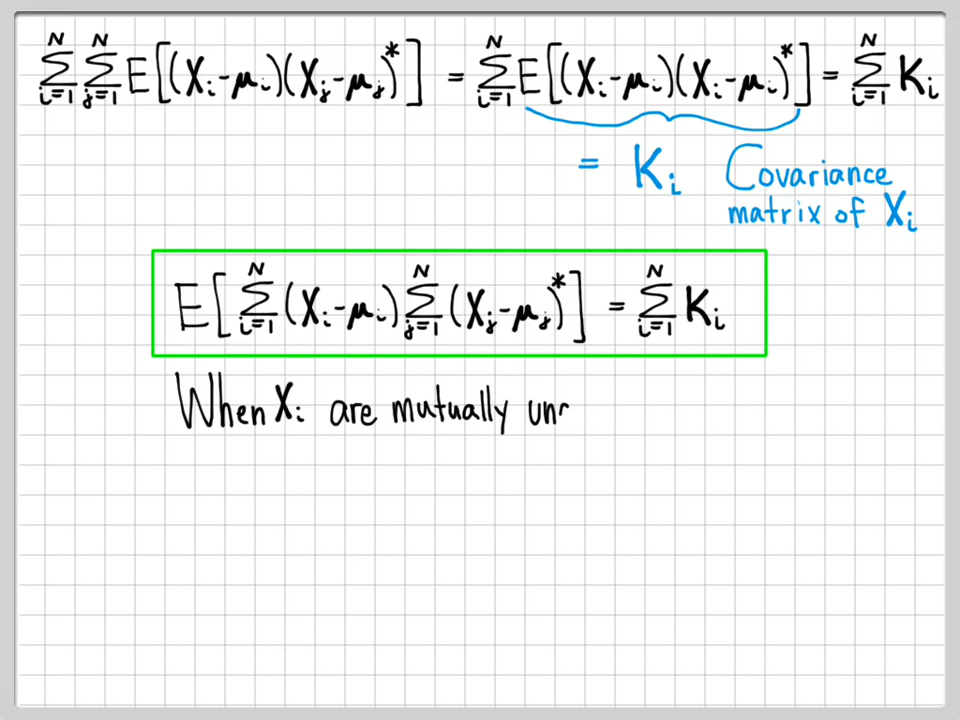 ∑_{i=1}^{N} ∑_{j=1}^{N} E[(X_i-μ_i)(X_j-μ_j)^*] = ∑_{i=1}^{N} E[(X_i-μ_i)(X_i-μ_i)^*] = ∑_{i=1}^{N} K_i
= K_i Covariance
matrix of X_i
E[∑_{i=1}^{N} (X_i-μ_i) ∑_{j=1}^{N} (X_j-μ_j)^*] = ∑_{i=1}^{N} K_i
When X_i are mutually